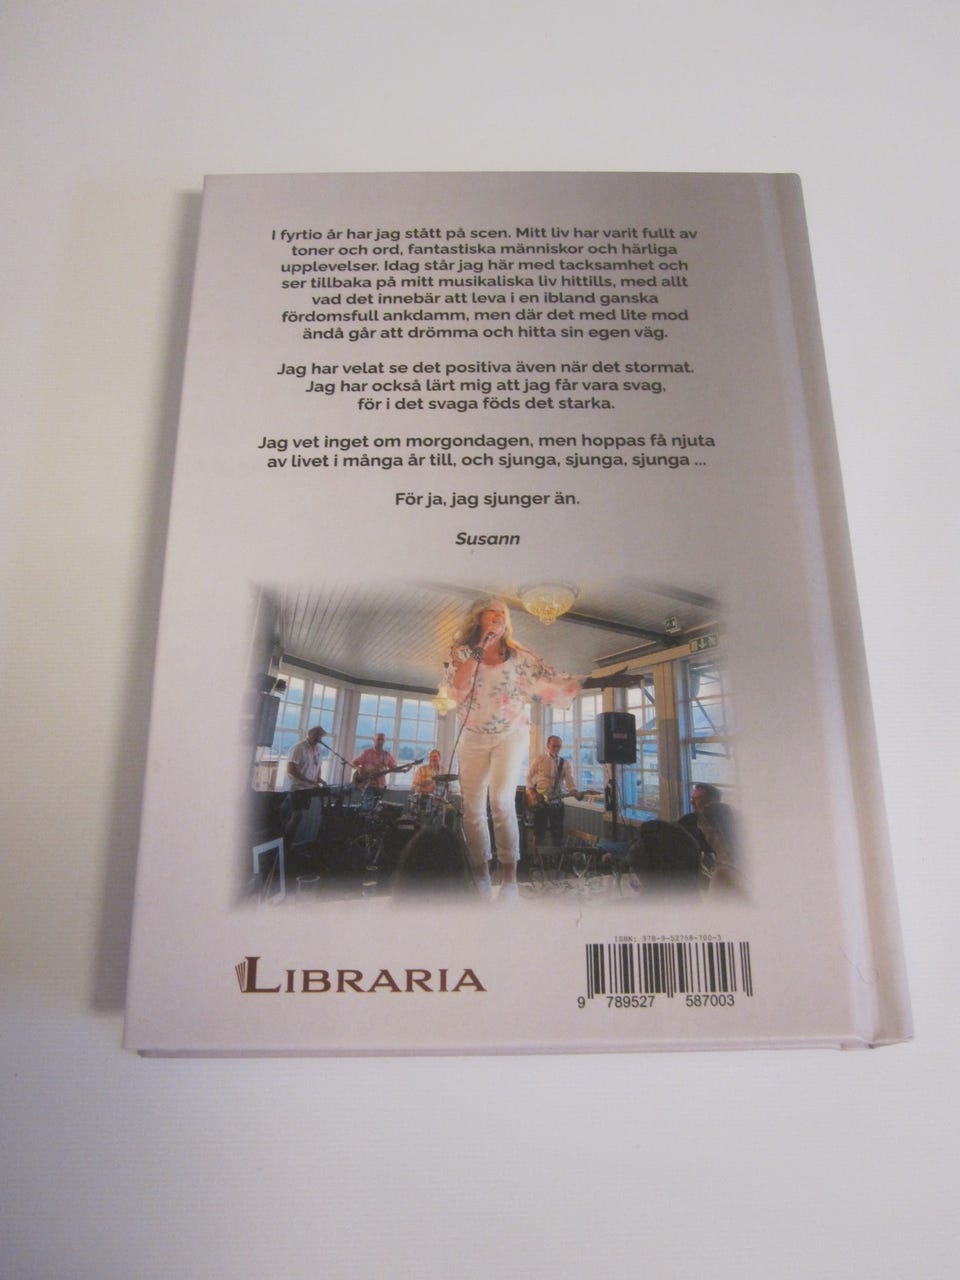 I fyrtio år har jag stått på scen. Mitt liv har varit fullt av
toner och ord, fantastiska människor och härliga
upplevelser. Idag står jag här med tacksamhet och
ser tillbaka på mitt musikaliska liv hittills, med allt
vad det innebär att leva i en ibland ganska
fördomsfull ankdamm, men där det med lite mod
ändå går att drömma och hitta sin egen väg.
Jag har velat se det positiva även när det stormat.
Jag har också lärt mig att jag får vara svag,
för i det svaga föds det starka.
Jag vet inget om morgondagen, men hoppas få njuta
av livet i många år till, och sjunga, sjunga, sjunga ...
För ja, jag sjunger än.
Susann
LIBRARIA
ISBN: 978-9-52758-700-3
9 789527 587003